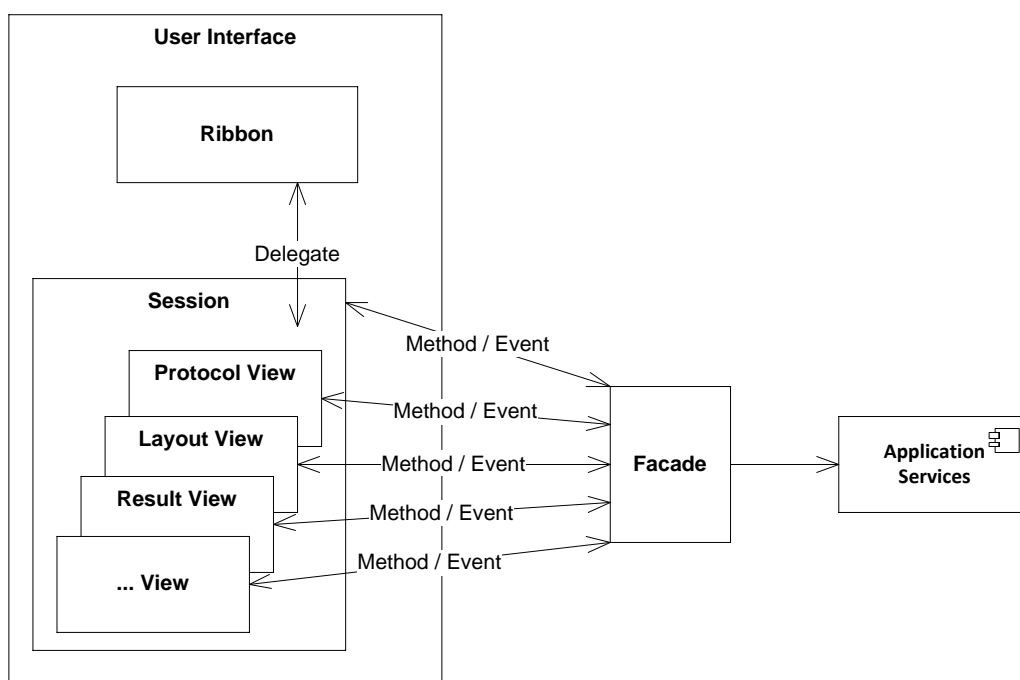 User Interface
Ribbon
Delegate
Session
Method / Event
Protocol View
Method / Event
Layout View
Method / Event
Facade
Application
Services
Result View
Method / Event
... View
Method / Event